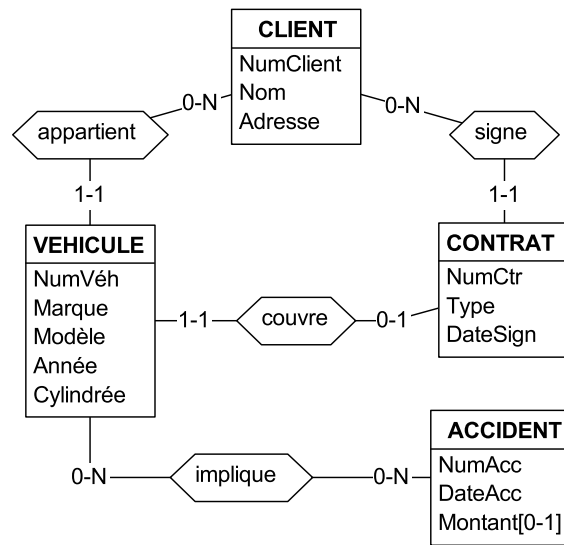 CLIENT
NumClient
Nom
Adresse
0-N
0-N
appartient
signe
1-1
1-1
VEHICULE
NumVéh
Marque
Modèle
Année
Cylindrée
CONTRAT
NumCtr
Type
DateSign
1-1
couvre
0-1
ACCIDENT
NumAcc
DateAcc
Montant[0-1]
0-N
implique
0-N